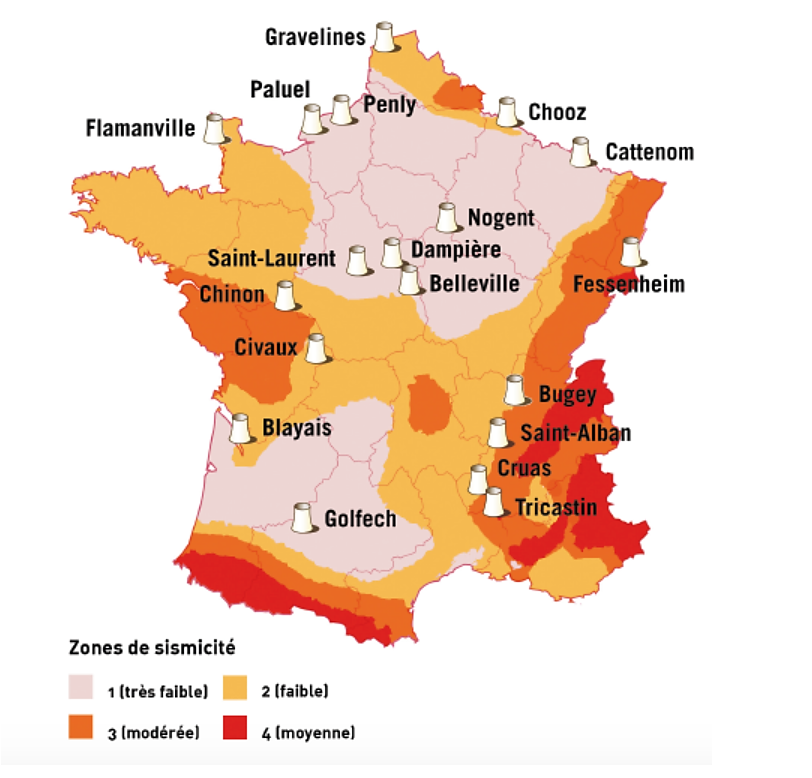 Gravelines
Paluel
Penly
Chooz
Flamanville
Cattenom
Nogent
Dampière
Saint-Laurent
Belleville
Fessenheim
Chinon
Civaux
Bugey
Blayais
Saint-Alban
Cruas
Tricastin
Golfech
Zones de sismicité
1 (très faible)
2 (faible)
3 (modérée)
4 (moyenne)